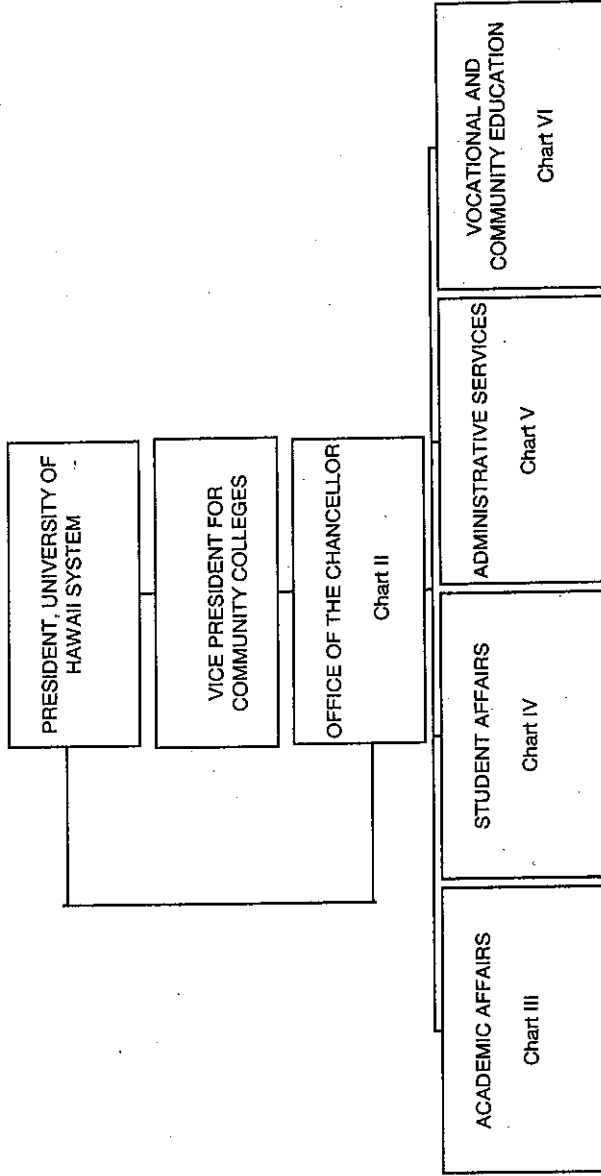 PRESIDENT, UNIVERSITY OF
HAWAII SYSTEM
VICE PRESIDENT FOR
COMMUNITY COLLEGES
OFFICE OF THE CHANCELLOR
Chart II
ACADEMIC AFFAIRS
Chart III
STUDENT AFFAIRS
Chart IV
ADMINISTRATIVE SERVICES
Chart V
VOCATIONAL AND
COMMUNITY EDUCATION
Chart VI